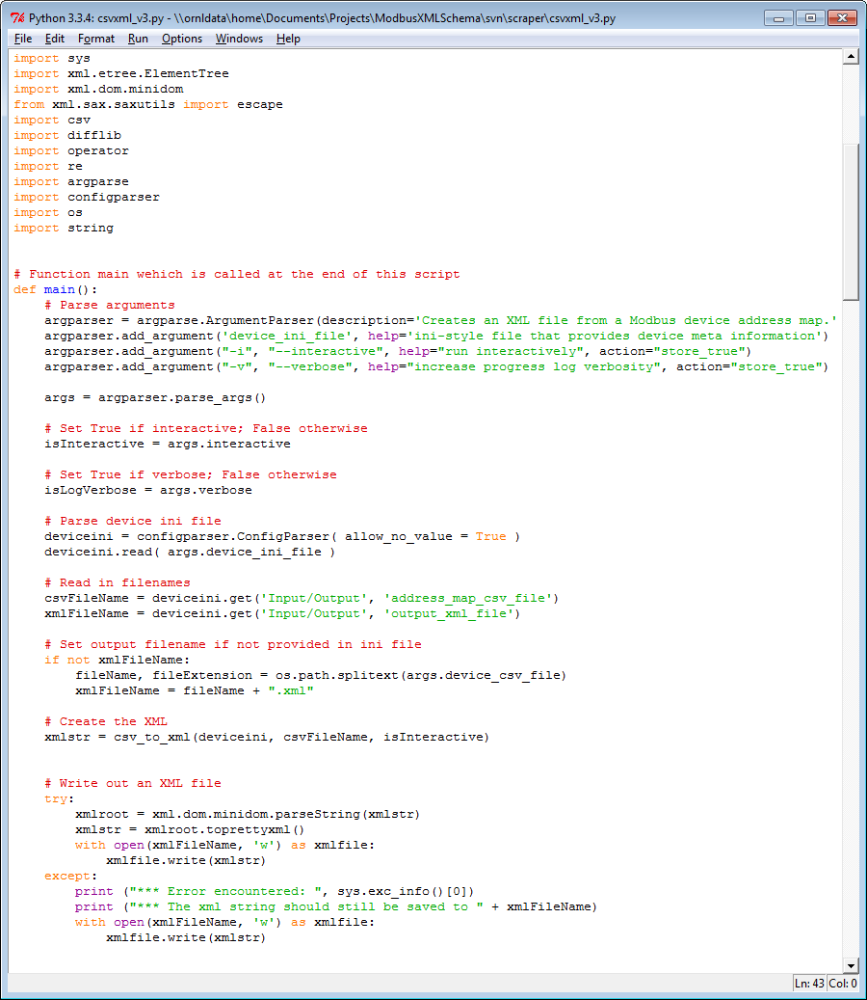 Python 3.3.4: csvxml_v3.py - \\ornldata\home\Documents\Projects\ModbusXMLSchema\svn\scraper\csvxml_v3.py
File Edit Format Run Options Windows Help
import sys
import xml.etree.ElementTree
import xml.dom.minidom
from xml.sax.saxutils import escape
import csv
import difflib
import operator
import re
import argparse
import configparser
import os
import string
# Function main wehich is called at the end of this script
def main():
    # Parse arguments
    argparser = argparse.ArgumentParser(description='Creates an XML file from a Modbus device address map.'
    argparser.add_argument('device_ini_file', help='ini-style file that provides device meta information')
    argparser.add_argument("-i", "--interactive", help="run interactively", action="store_true")
    argparser.add_argument("-v", "--verbose", help="increase progress log verbosity", action="store_true")
    args = argparser.parse_args()
    # Set True if interactive; False otherwise
    isInteractive = args.interactive
    # Set True if verbose; False otherwise
    isLogVerbose = args.verbose
    # Parse device ini file
    deviceini = configparser.ConfigParser( allow_no_value = True )
    deviceini.read( args.device_ini_file )
    # Read in filenames
    csvFileName = deviceini.get('Input/Output', 'address_map_csv_file')
    xmlFileName = deviceini.get('Input/Output', 'output_xml_file')
    # Set output filename if not provided in ini file
    if not xmlFileName:
        fileName, fileExtension = os.path.splitext(args.device_csv_file)
        xmlFileName = fileName + ".xml"
    # Create the XML
    xmlstr = csv_to_xml(deviceini, csvFileName, isInteractive)
    # Write out an XML file
    try:
        xmlroot = xml.dom.minidom.parseString(xmlstr)
        xmlstr = xmlroot.toprettyxml()
        with open(xmlFileName, 'w') as xmlfile:
            xmlfile.write(xmlstr)
    except:
        print ("*** Error encountered: ", sys.exc_info()[0])
        print ("*** The xml string should still be saved to " + xmlFileName)
        with open(xmlFileName, 'w') as xmlfile:
            xmlfile.write(xmlstr)
Ln: 43 Col: 0